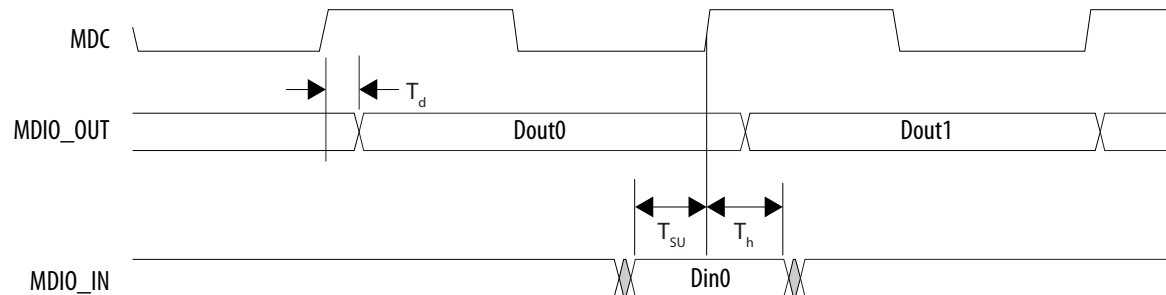 MDC
T_d
MDIO_OUT
Dout0
Dout1
T_SU
T_h
MDIO_IN
Din0